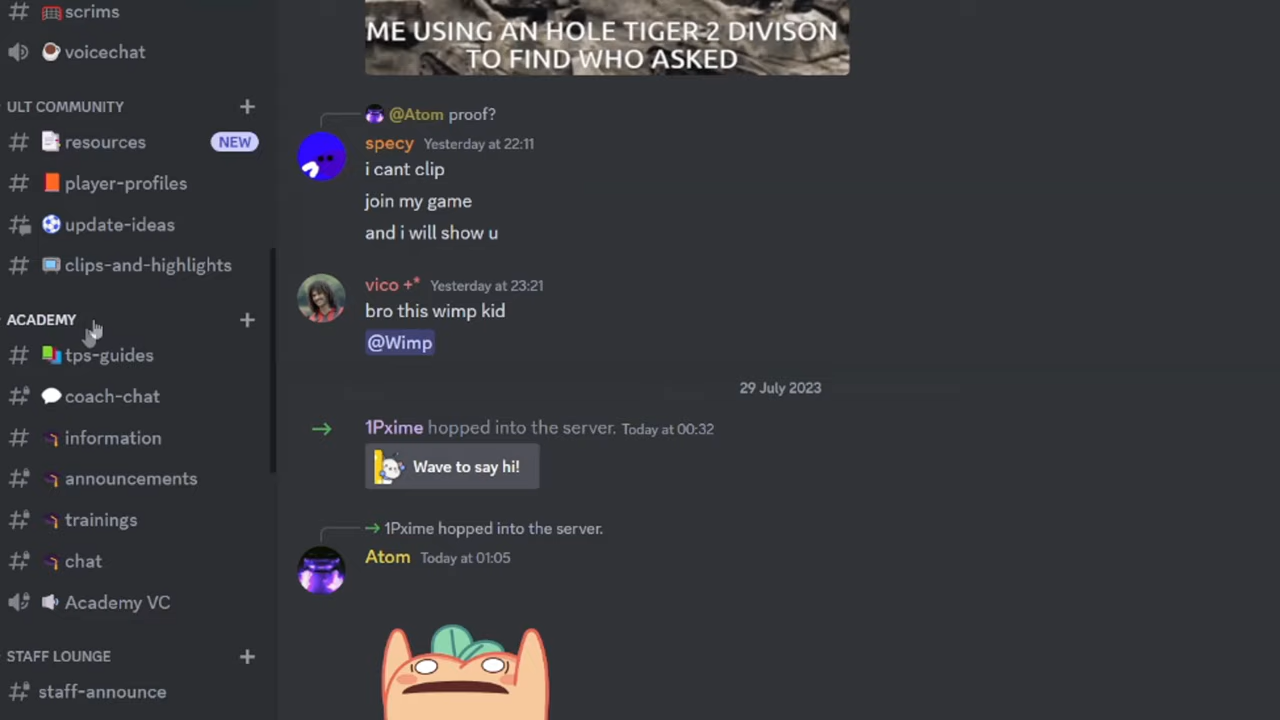 scrims
voicechat
ULT COMMUNITY
resources NEW
player-profiles
update-ideas
clips-and-highlights
ACADEMY
tps-guides
coach-chat
information
announcements
trainings
chat
Academy VC
STAFF LOUNGE
staff-announce
ME USING AN HOLE TIGER 2 DIVISON
TO FIND WHO ASKED
@Atom proof?
specy Yesterday at 22:11
i cant clip
join my game
and i will show u
vico +* Yesterday at 23:21
bro this wimp kid
@Wimp
29 July 2023
1Pxime hopped into the server. Today at 00:32
Wave to say hi!
1Pxime hopped into the server.
Atom Today at 01:05